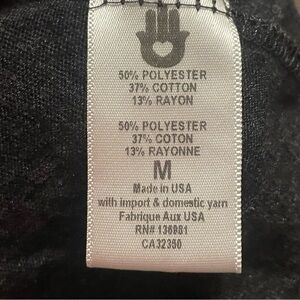 50% POLYESTER
37% COTTON
13% RAYON
50% POLYESTER
37% COTON
13% RAYONNE
M
Made in USA
with import & domestic yarn
Fabrique Aux USA
RN# 136981
CA32350